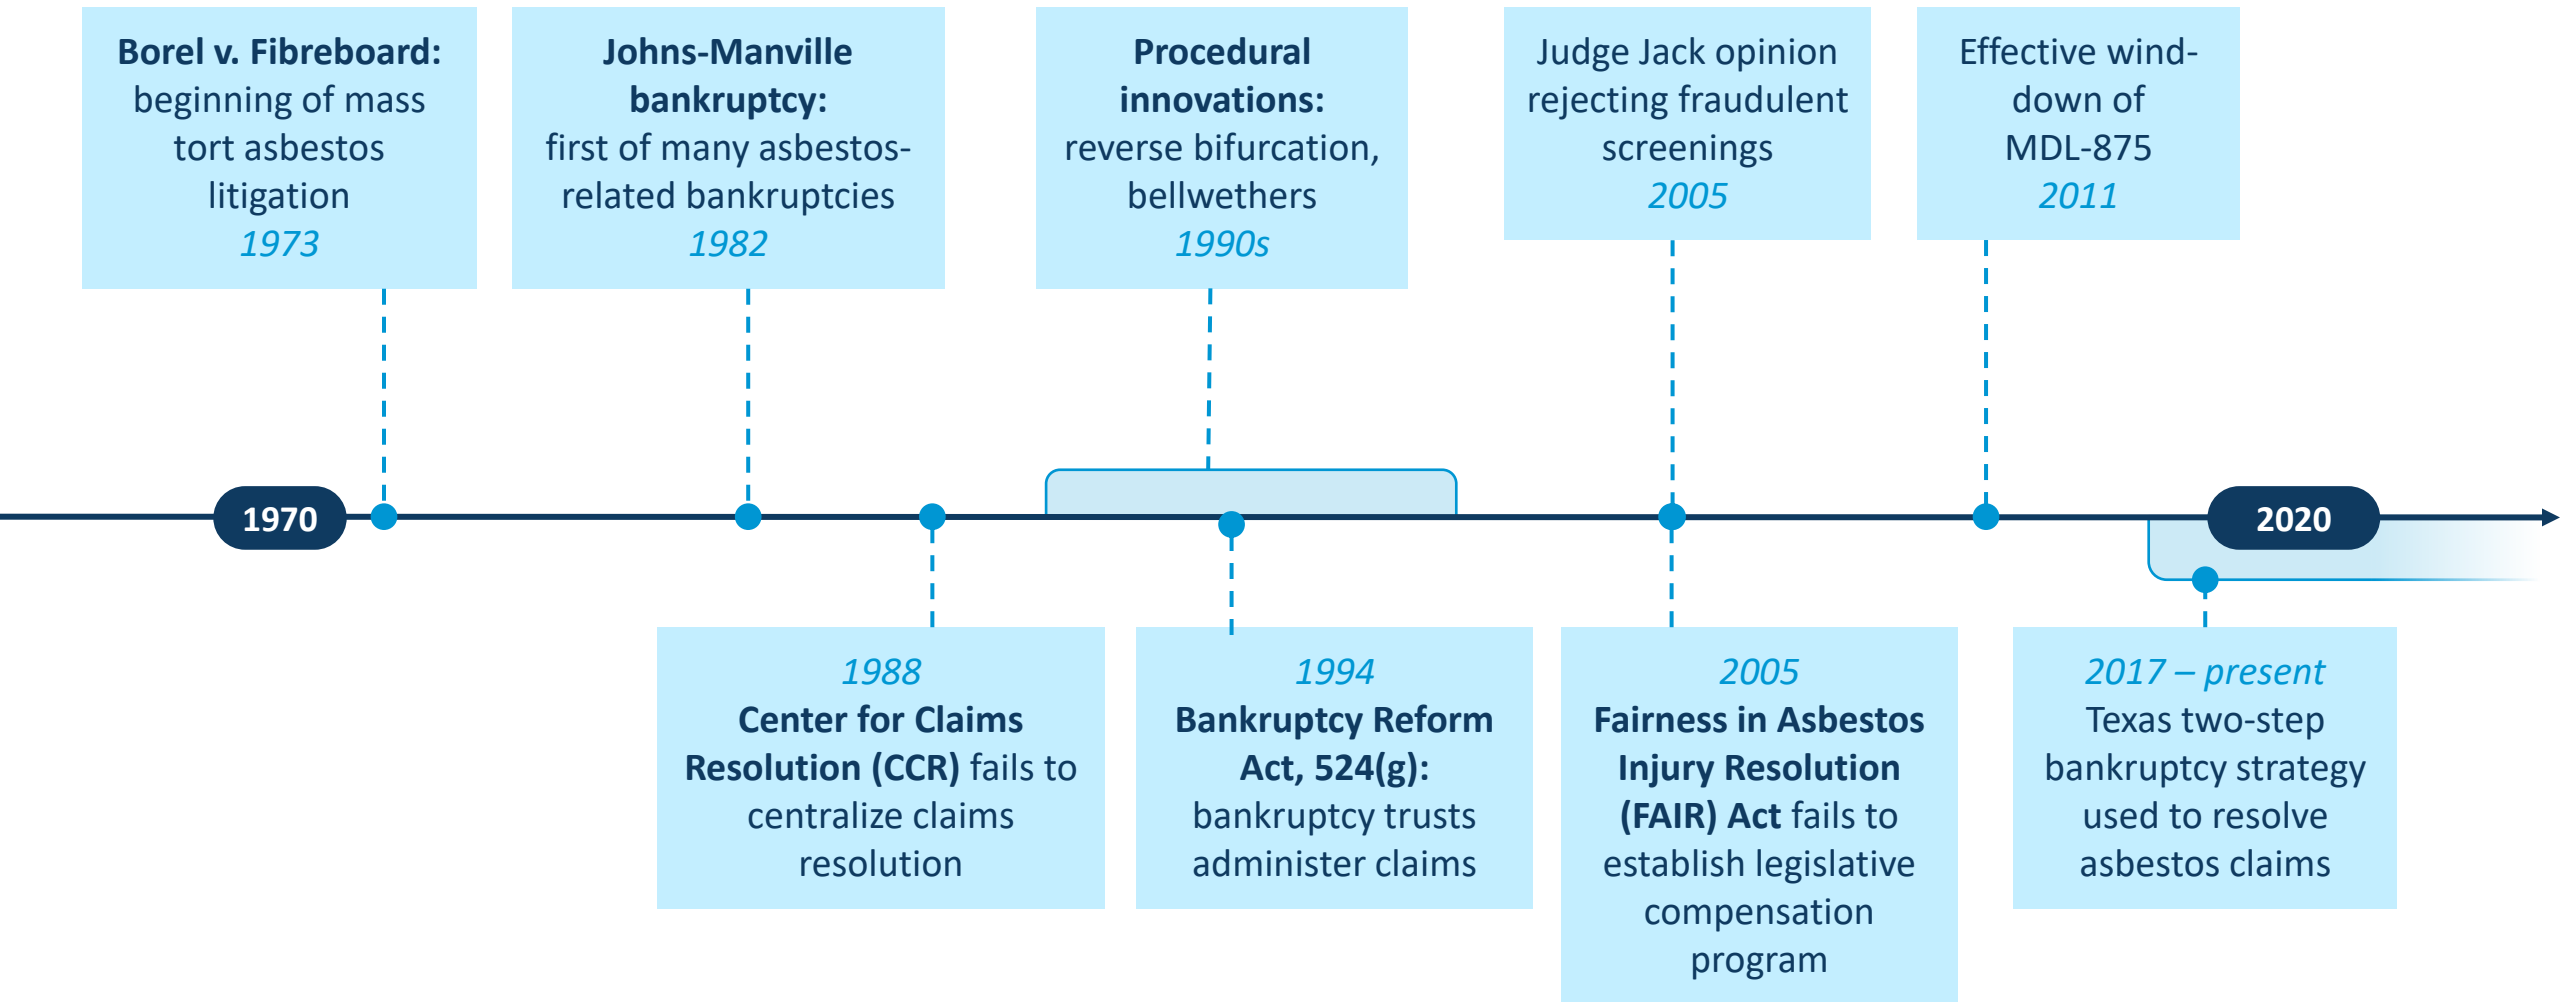 Borel v. Fibreboard:
beginning of mass
tort asbestos
litigation
1973
Johns-Manville
bankruptcy:
first of many asbestos-
related bankruptcies
1982
Procedural
innovations:
reverse bifurcation,
bellwethers
1990s
Judge Jack opinion
rejecting fraudulent
screenings
2005
Effective wind-
down of
MDL-875
2011
1970
2020
1988
Center for Claims
Resolution (CCR) fails to
centralize claims
resolution
1994
Bankruptcy Reform
Act, 524(g):
bankruptcy trusts
administer claims
2005
Fairness in Asbestos
Injury Resolution
(FAIR) Act fails to
establish legislative
compensation
program
2017 – present
Texas two-step
bankruptcy strategy
used to resolve
asbestos claims